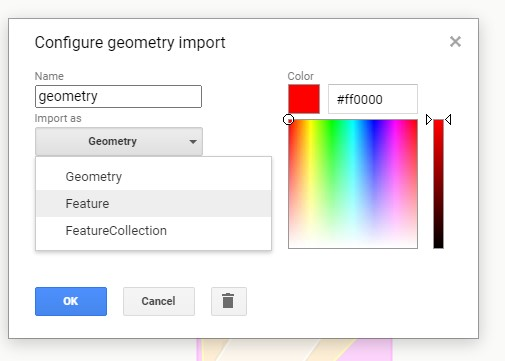 Configure geometry import
Name
geometry
Import as
Geometry
Geometry
Feature
FeatureCollection
Color
#ff0000
OK
Cancel